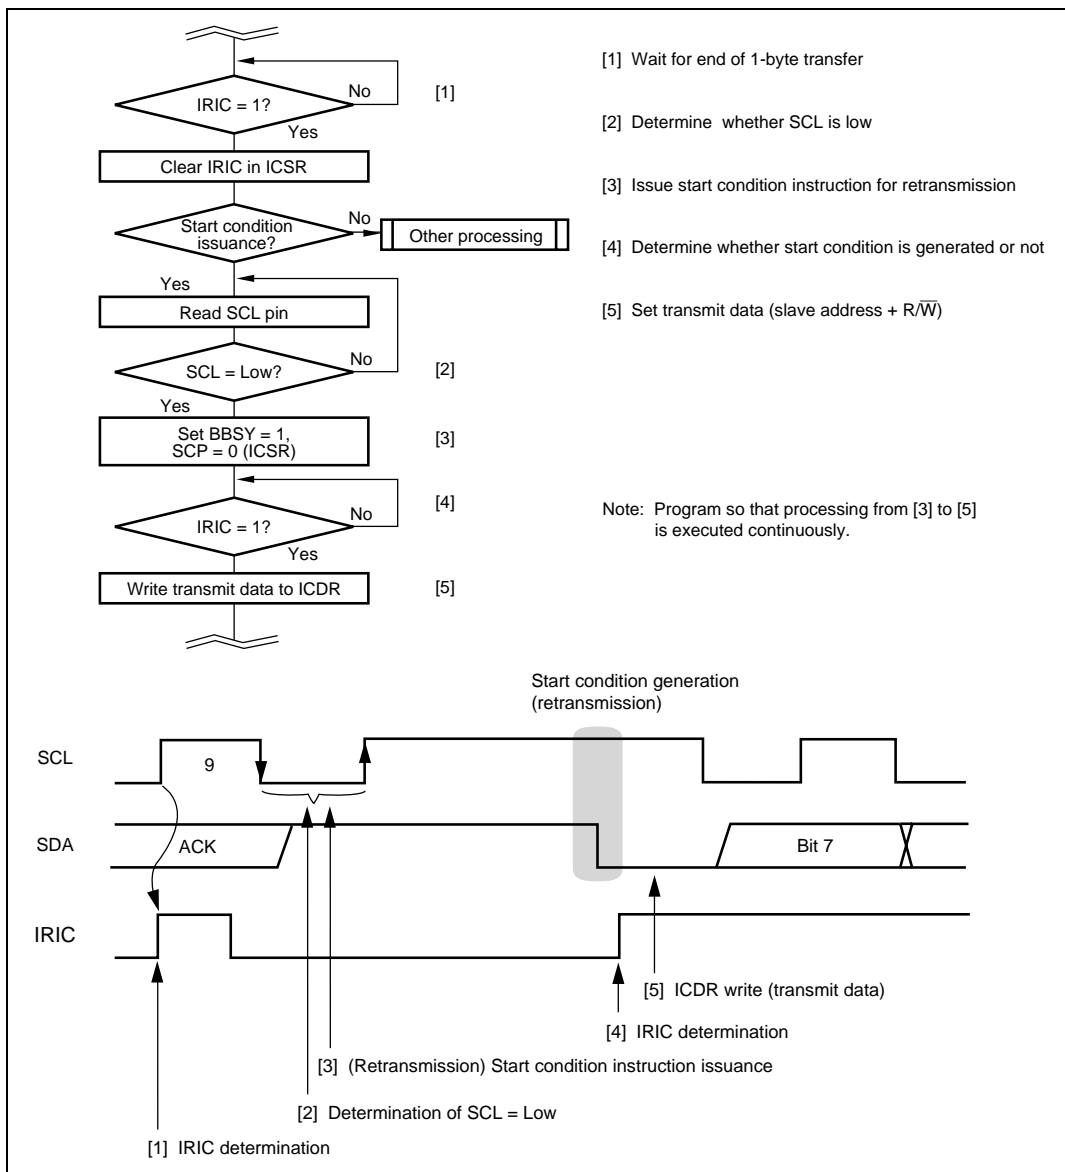 IRIC = 1?
No
[1]
Yes
Clear IRIC in ICSR
Start condition
issuance?
No
Other processing
Yes
Read SCL pin
SCL = Low?
No
[2]
Yes
Set BBSY = 1,
SCP = 0 (ICSR)
[3]
IRIC = 1?
No
[4]
Yes
Write transmit data to ICDR
[5]
[1] Wait for end of 1-byte transfer
[2] Determine whether SCL is low
[3] Issue start condition instruction for retransmission
[4] Determine whether start condition is generated or not
[5] Set transmit data (slave address + R/W̅)
Note: Program so that processing from [3] to [5]
is executed continuously.
Start condition generation
(retransmission)
SCL
9
SDA
ACK
Bit 7
IRIC
[5] ICDR write (transmit data)
[4] IRIC determination
[3] (Retransmission) Start condition instruction issuance
[2] Determination of SCL = Low
[1] IRIC determination